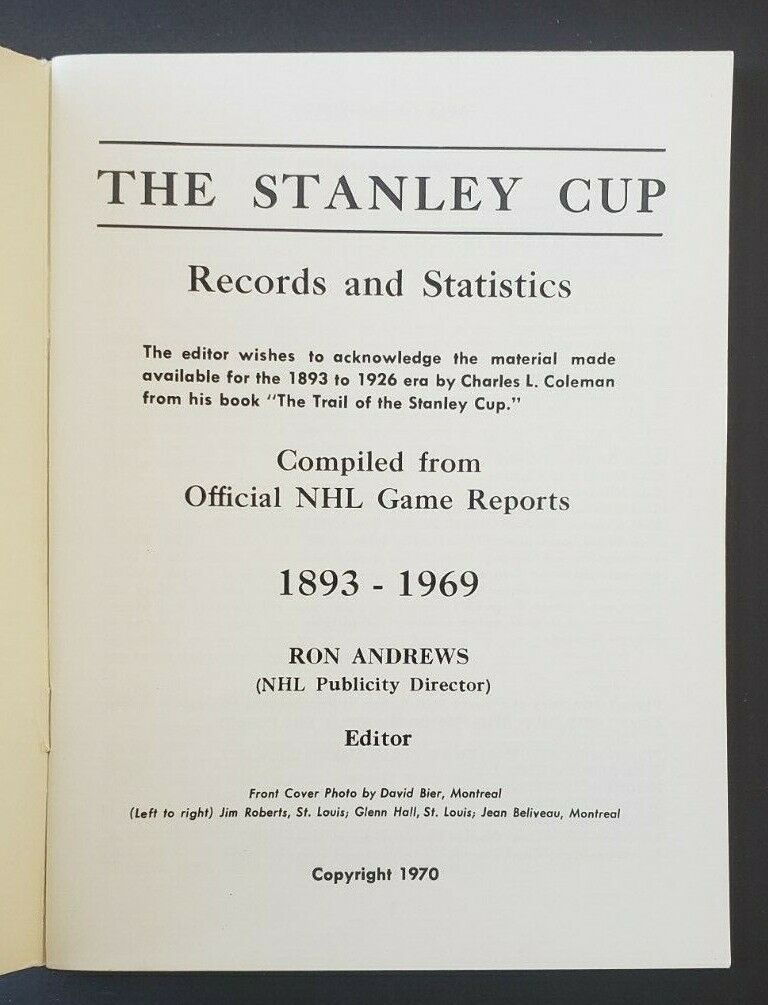 THE STANLEY CUP
Records and Statistics
The editor wishes to acknowledge the material made
available for the 1893 to 1926 era by Charles L. Coleman
from his book "The Trail of the Stanley Cup."
Compiled from
Official NHL Game Reports
1893 - 1969
RON ANDREWS
(NHL Publicity Director)
Editor
Front Cover Photo by David Bier, Montreal
(Left to right) Jim Roberts, St. Louis; Glenn Hall, St. Louis; Jean Beliveau, Montreal
Copyright 1970